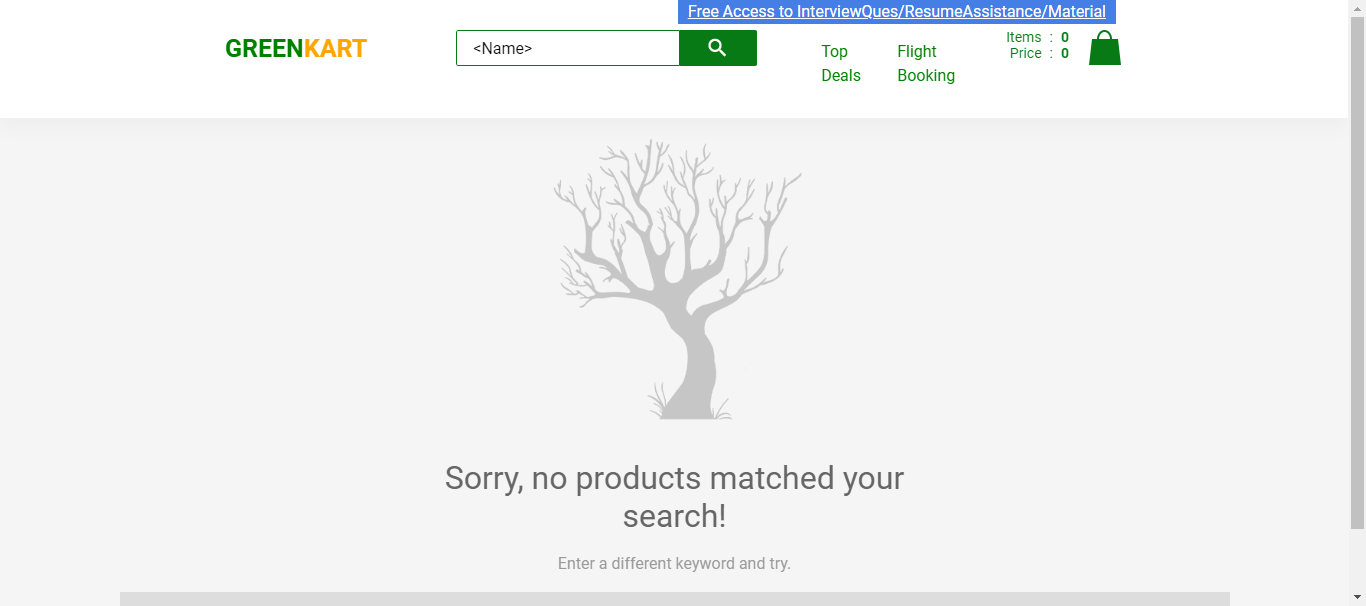 Free Access to InterviewQues/ResumeAssistance/Material
GREENKART
<Name>
Top
Deals
Flight
Booking
Items : 0
Price : 0
Sorry, no products matched your
search!
Enter a different keyword and try.